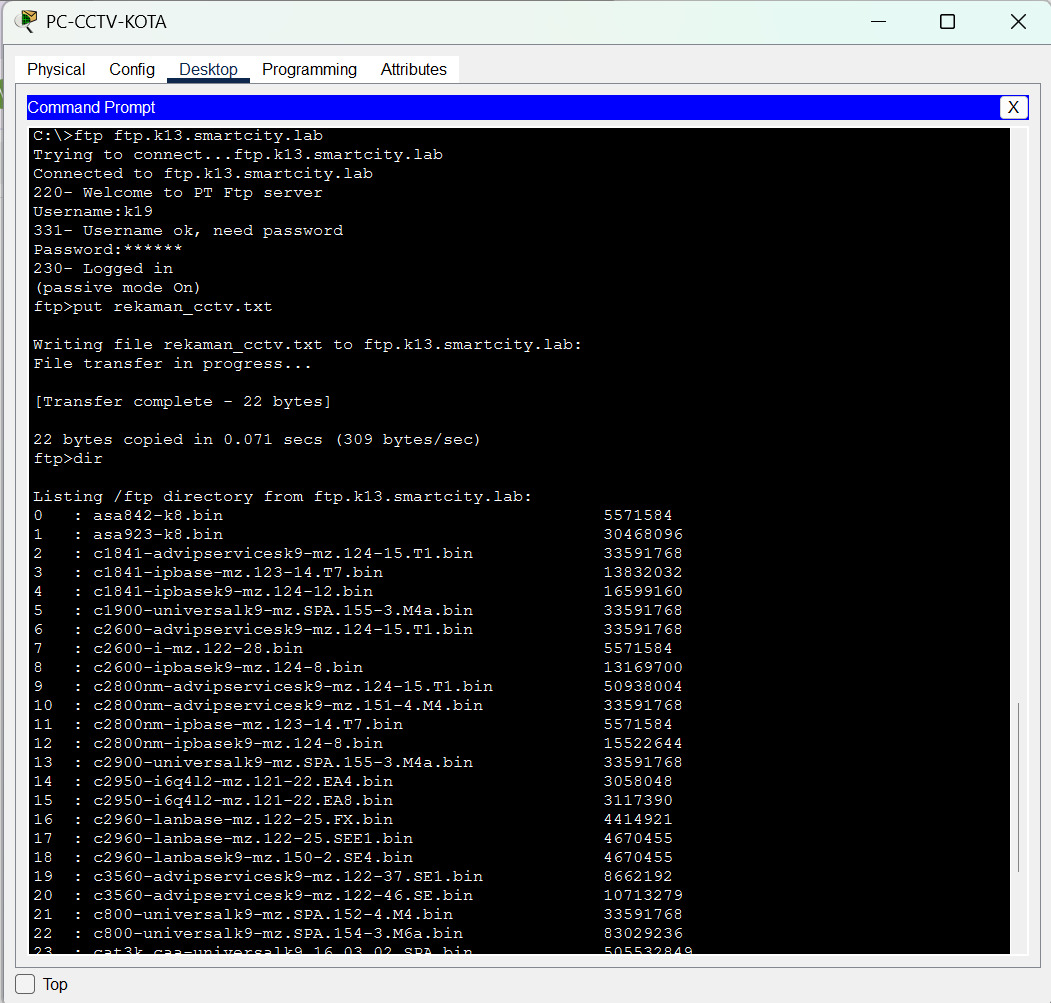 PC-CCTV-KOTA
Physical Config Desktop Programming Attributes
Command Prompt X
C:\>ftp ftp.k13.smartcity.lab
Trying to connect...ftp.k13.smartcity.lab
Connected to ftp.k13.smartcity.lab
220- Welcome to PT Ftp server
Username:k19
331- Username ok, need password
Password:******
230- Logged in
(passive mode On)
ftp>put rekaman_cctv.txt
Writing file rekaman_cctv.txt to ftp.k13.smartcity.lab:
File transfer in progress...
[Transfer complete - 22 bytes]
22 bytes copied in 0.071 secs (309 bytes/sec)
ftp>dir
Listing /ftp directory from ftp.k13.smartcity.lab:
0 : asa842-k8.bin 5571584
1 : asa923-k8.bin 30468096
2 : c1841-advipservicesk9-mz.124-15.T1.bin 33591768
3 : c1841-ipbase-mz.123-14.T7.bin 13832032
4 : c1841-ipbasek9-mz.124-12.bin 16599160
5 : c1900-universalk9-mz.SPA.155-3.M4a.bin 33591768
6 : c2600-advipservicesk9-mz.124-15.T1.bin 33591768
7 : c2600-i-mz.122-28.bin 5571584
8 : c2600-ipbasek9-mz.124-8.bin 13169700
9 : c2800nm-advipservicesk9-mz.124-15.T1.bin 50938004
10 : c2800nm-advipservicesk9-mz.151-4.M4.bin 33591768
11 : c2800nm-ipbase-mz.123-14.T7.bin 5571584
12 : c2800nm-ipbasek9-mz.124-8.bin 15522644
13 : c2900-universalk9-mz.SPA.155-3.M4a.bin 33591768
14 : c2950-i6q4l2-mz.121-22.EA4.bin 3058048
15 : c2950-i6q4l2-mz.121-22.EA8.bin 3117390
16 : c2960-lanbase-mz.122-25.FX.bin 4414921
17 : c2960-lanbase-mz.122-25.SEE1.bin 4670455
18 : c2960-lanbasek9-mz.150-2.SE4.bin 4670455
19 : c3560-advipservicesk9-mz.122-37.SE1.bin 8662192
20 : c3560-advipservicesk9-mz.122-46.SE.bin 10713279
21 : c800-universalk9-mz.SPA.152-4.M4.bin 33591768
22 : c800-universalk9-mz.SPA.154-3.M6a.bin 83029236
23 : cat3k_caa-universalk9.16.03.02.SPA.bin 505532849
Top